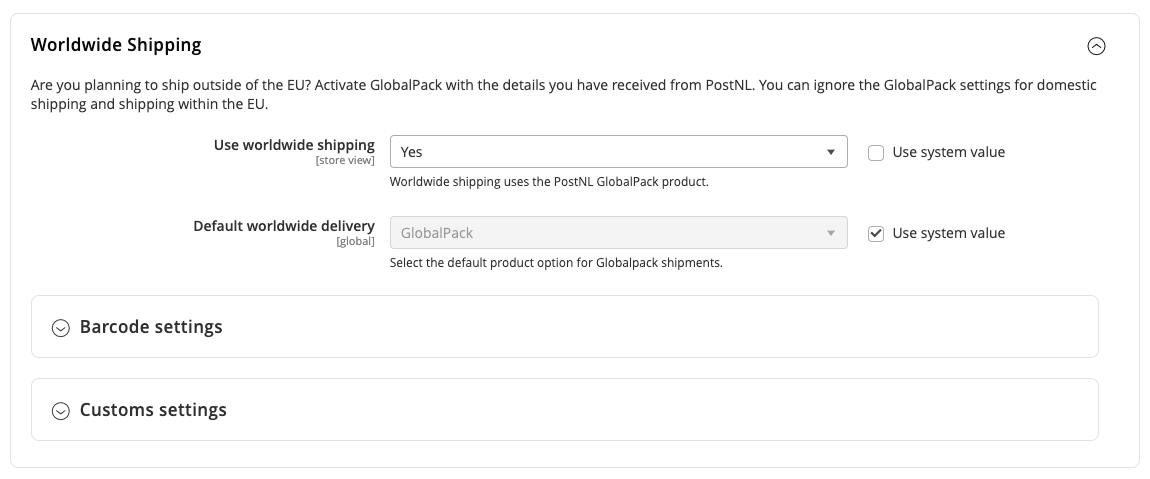 Worldwide Shipping
Are you planning to ship outside of the EU? Activate GlobalPack with the details you have received from PostNL. You can ignore the GlobalPack settings for domestic
shipping and shipping within the EU.
Use worldwide shipping
[store view]
Yes
Use system value
Worldwide shipping uses the PostNL GlobalPack product.
Default worldwide delivery
[global]
GlobalPack
Use system value
Select the default product option for Globalpack shipments.
Barcode settings
Customs settings